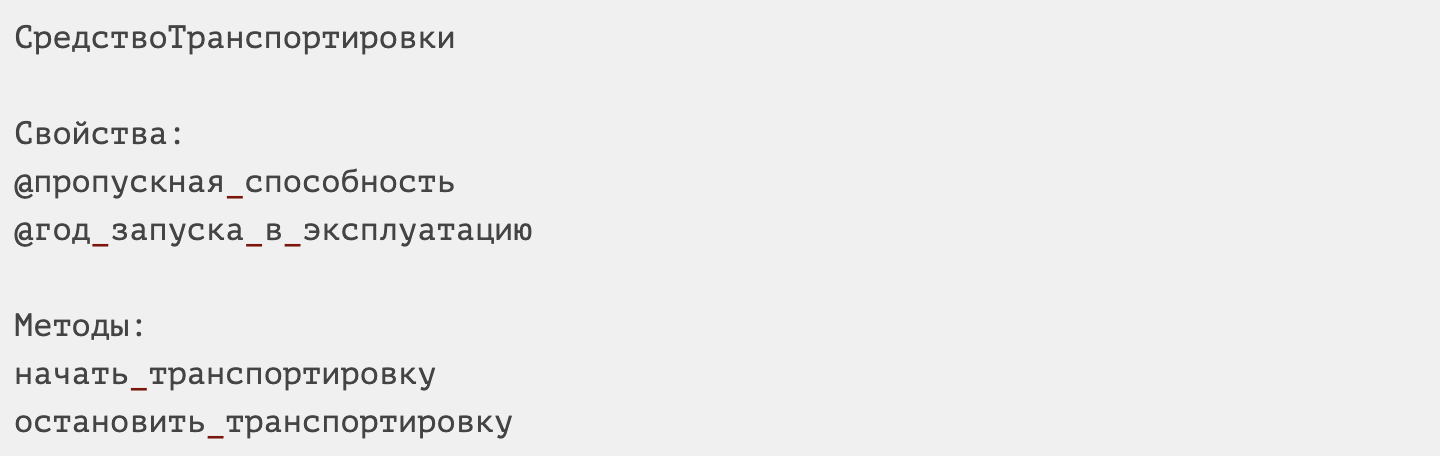 СредствоТранспортировки
Свойства:
@пропускная_способность
@год_запуска_в_эксплуатацию
Методы:
начать_транспортировку
остановить_транспортировку